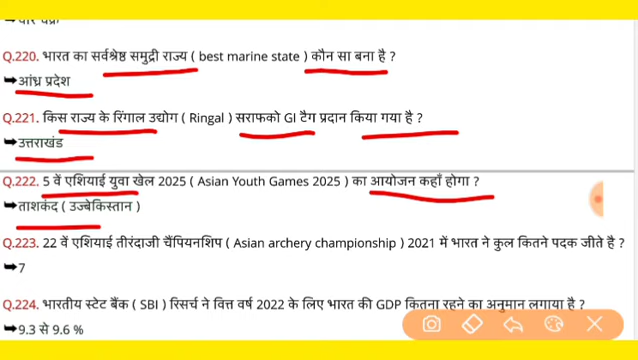 Q.220. भारत का सर्वश्रेष्ठ समुद्री राज्य ( best marine state ) कौन सा बना है ?
➥आंध्र प्रदेश
Q.221. किस राज्य के रिंगाल उद्योग ( Ringal ) सराफको GI टैग प्रदान किया गया है ?
➥उत्तराखंड
Q.222. 5 वें एशियाई युवा खेल 2025 ( Asian Youth Games 2025 ) का आयोजन कहाँ होगा ?
➥ताशकंद ( उज्बेकिस्तान )
Q.223. 22 वें एशियाई तीरंदाजी चैंपियनशिप ( Asian archery championship ) 2021 में भारत ने कुल कितने पदक जीते है ?
➥7
Q.224. भारतीय स्टेट बैंक ( SBI ) रिसर्च ने वित्त वर्ष 2022 के लिए भारत की GDP कितना रहने का अनुमान लगाया है ?
➥9.3 से 9.6 %